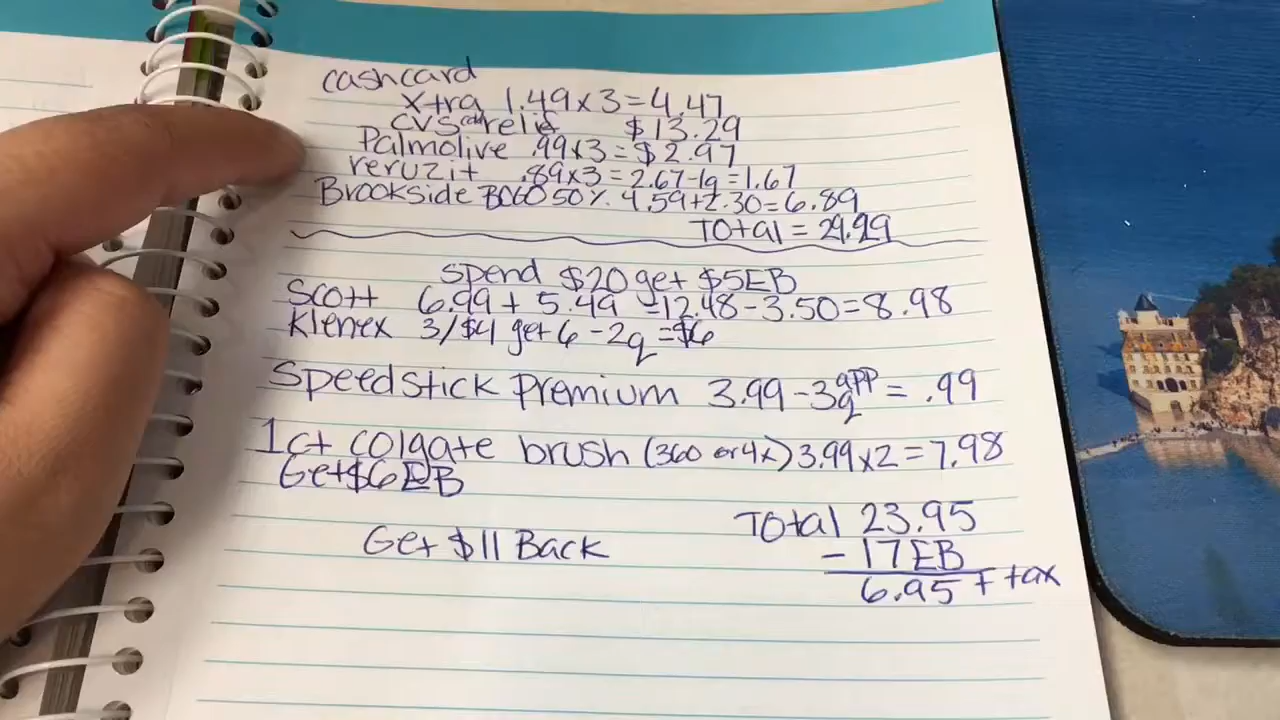 cashcard
Xtra 1.49x3=4.47
CVS cold relief $13.29
Palmolive .99x3=$2.97
reruzit .89x3=2.67-1q=1.67
Brookside BOGO50% 4.59+2.30=6.89
Total=29.29
Spend $20 get $5EB
Scott 6.99+5.49=12.48-3.50=8.98
Klenex 3/$4 get 6 -2q=$6
Speedstick Premium 3.99-3q app=.99
1ct colgate brush (360 or 4x) 3.99x2=7.98
Get $6EB
Total 23.95
Get $11 Back -17EB
6.95+tax